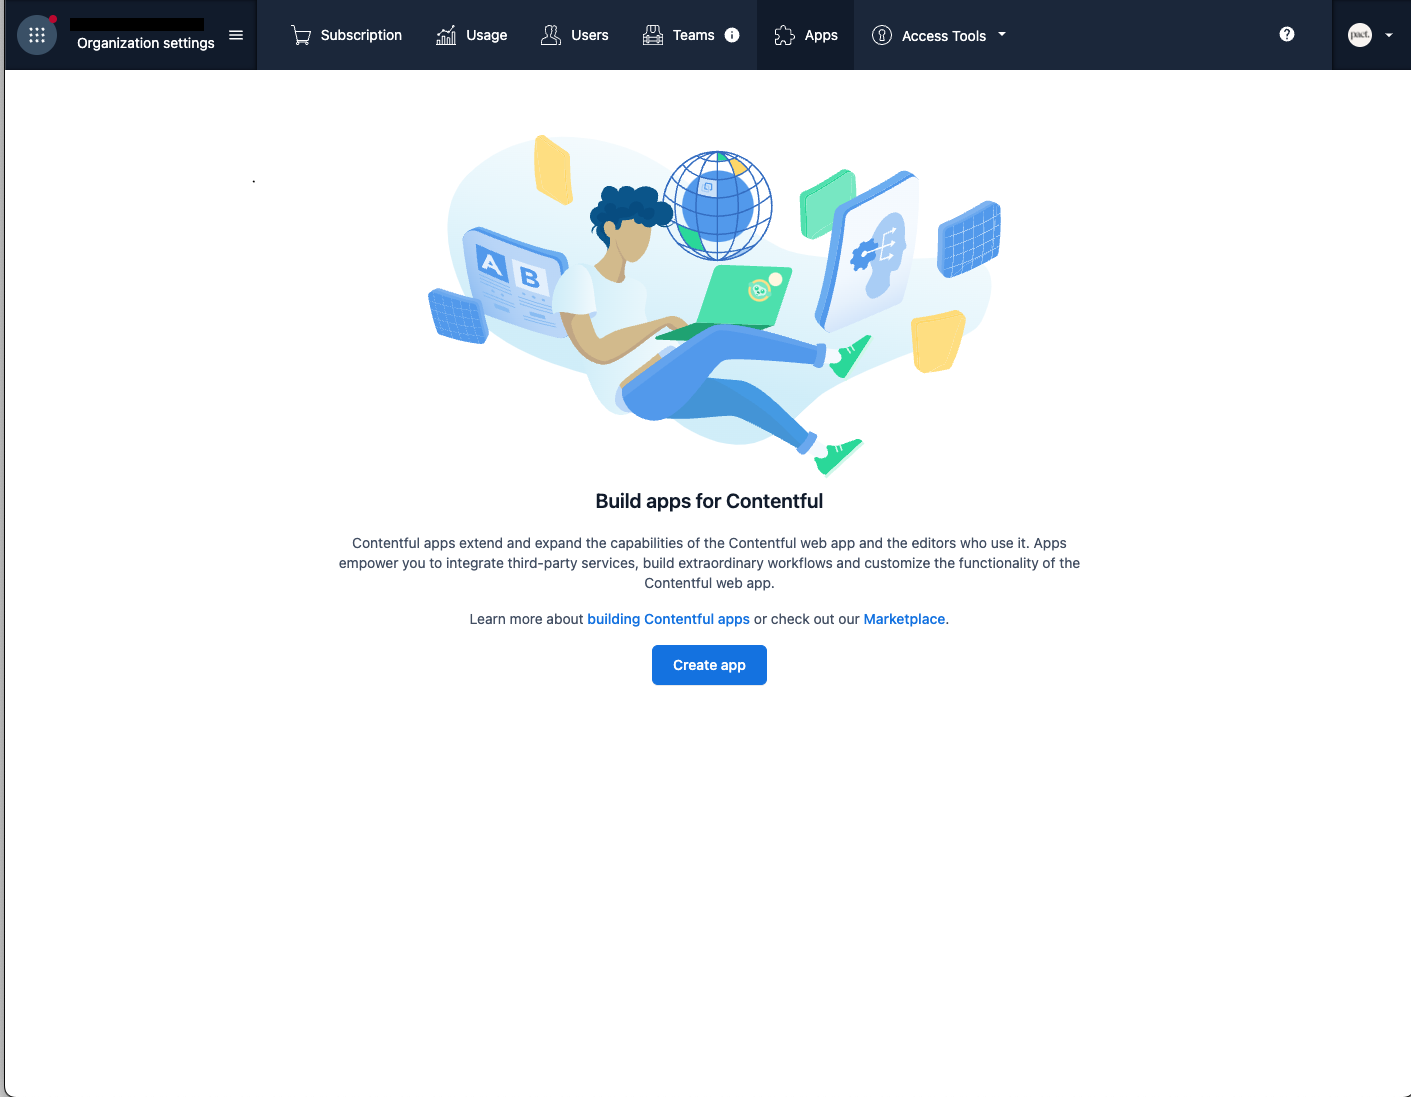 Organization settings
Subscription
Usage
Users
Teams
Apps
Access Tools
?
pact.
A
B
Build apps for Contentful
Contentful apps extend and expand the capabilities of the Contentful web app and the editors who use it. Apps
empower you to integrate third-party services, build extraordinary workflows and customize the functionality of the
Contentful web app.
Learn more about building Contentful apps or check out our Marketplace.
Create app